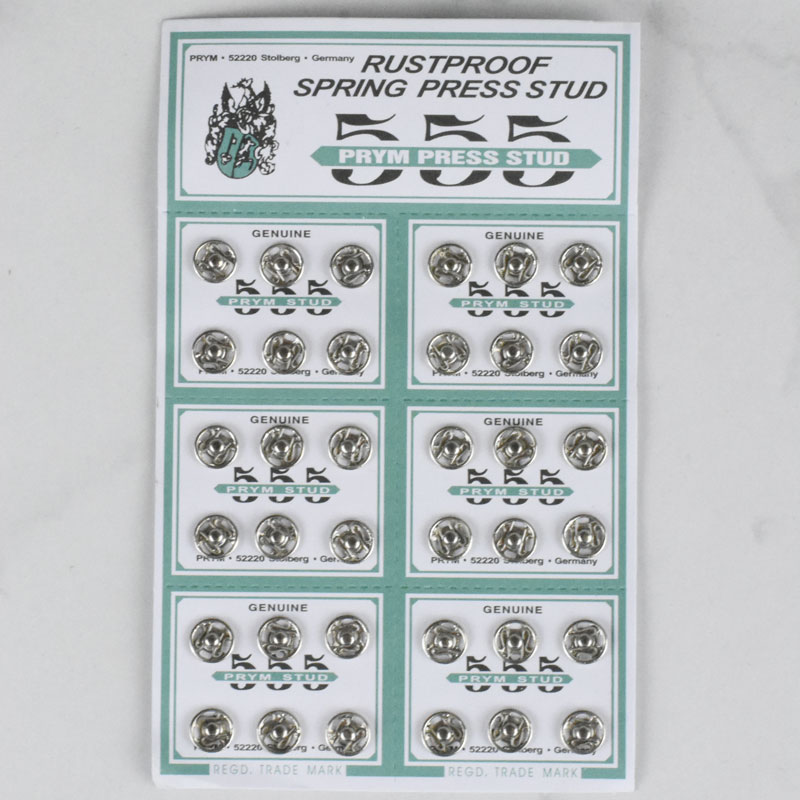 PRYM • 52220 Stolberg • Germany
RUSTPROOF
SPRING PRESS STUD
555
PRYM PRESS STUD
GENUINE
555
PRYM STUD
PRYM • 52220 Stolberg • Germany
GENUINE
555
PRYM STUD
PRYM • 52220 Stolberg • Germany
GENUINE
555
PRYM STUD
PRYM • 52220 Stolberg • Germany
GENUINE
555
PRYM STUD
PRYM • 52220 Stolberg • Germany
GENUINE
555
PRYM STUD
PRYM • 52220 Stolberg • Germany
REGD. TRADE MARK
GENUINE
555
PRYM STUD
PRYM • 52220 Stolberg • Germany
REGD. TRADE MARK